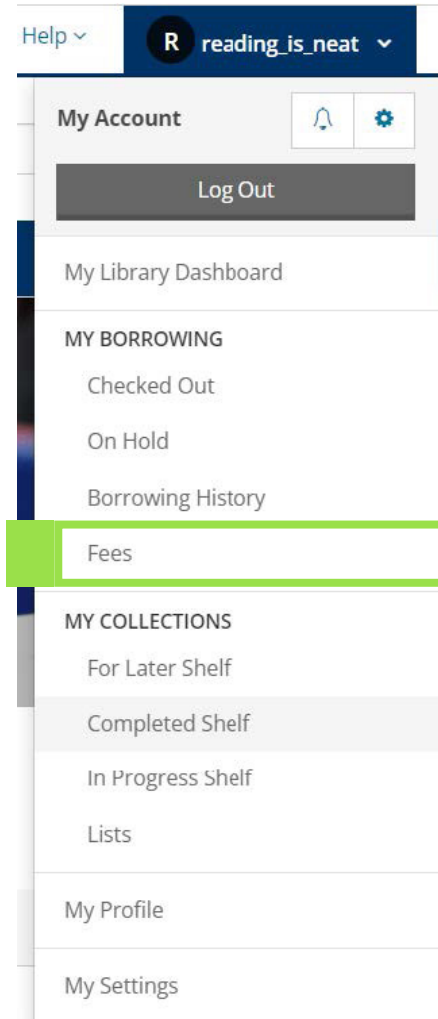 Help
R reading_is_neat
My Account
Log Out
My Library Dashboard
MY BORROWING
Checked Out
On Hold
Borrowing History
Fees
MY COLLECTIONS
For Later Shelf
Completed Shelf
In Progress Shelf
Lists
My Profile
My Settings